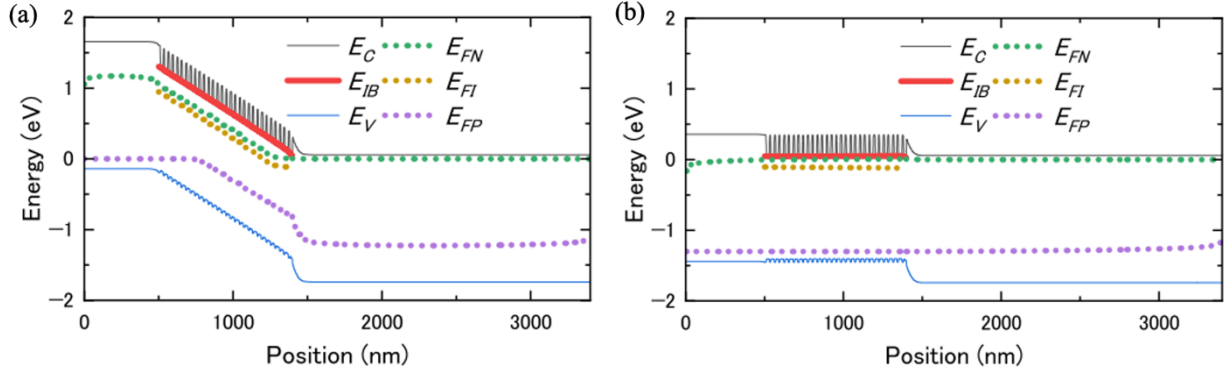 (a)
2
1
0
−1
−2
Energy (eV)
E_C E_FN
E_IB E_FI
E_V E_FP
0 1000 2000 3000
Position (nm)
(b)
2
1
0
−1
−2
Energy (eV)
E_C E_FN
E_IB E_FI
E_V E_FP
0 1000 2000 3000
Position (nm)